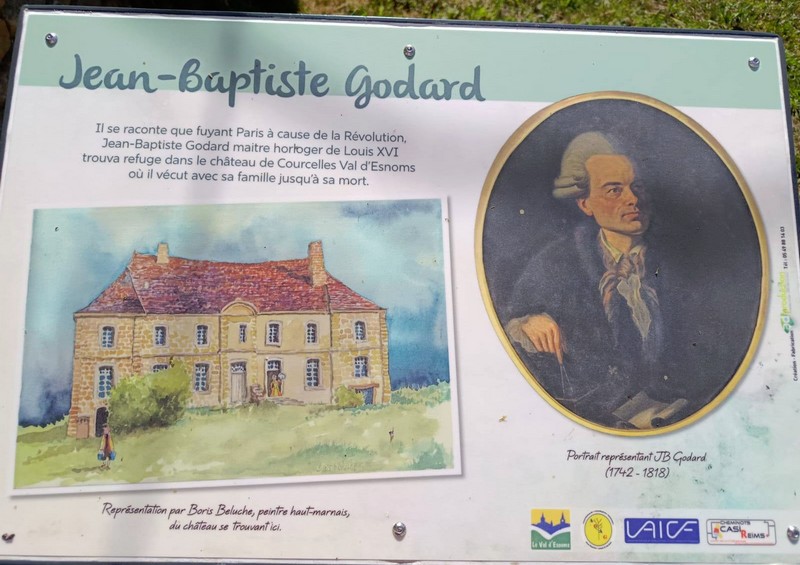 Jean-Baptiste Godard
Il se raconte que fuyant Paris à cause de la Révolution,
Jean-Baptiste Godard maitre horloger de Louis XVI
trouva refuge dans le château de Courcelles Val d'Esnoms
où il vécut avec sa famille jusqu'à sa mort.
Représentation par Boris Beluche, peintre haut-marnais,
du château se trouvant ici.
Portrait représentant JB Godard
(1742 - 1818)
Le Val d'Esnoms
LAICF
CHEMINOTS
CASI
REIMS
Création - Fabrication